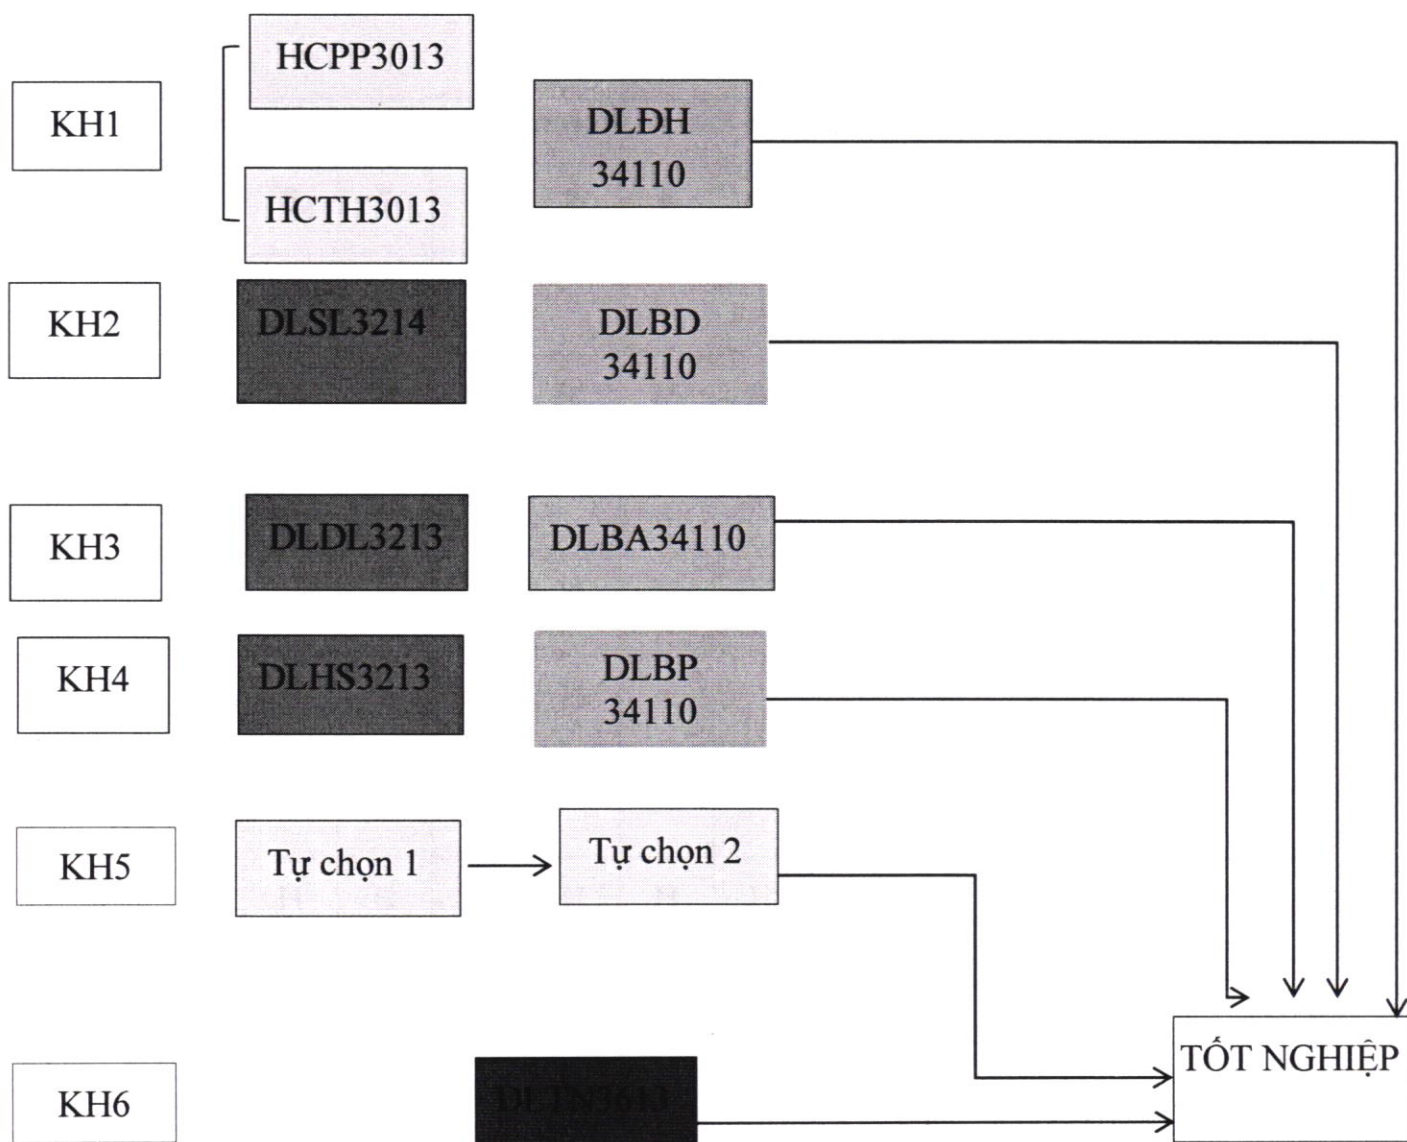 KH1
HCPP3013
HCTH3013
DLĐH
34110
KH2
DLSL3214
DLBD
34110
KH3
DLDL3213
DLBA34110
KH4
DLHS3213
DLBP
34110
KH5
Tự chọn 1
Tự chọn 2
KH6
DLTN3613
TỐT NGHIỆP